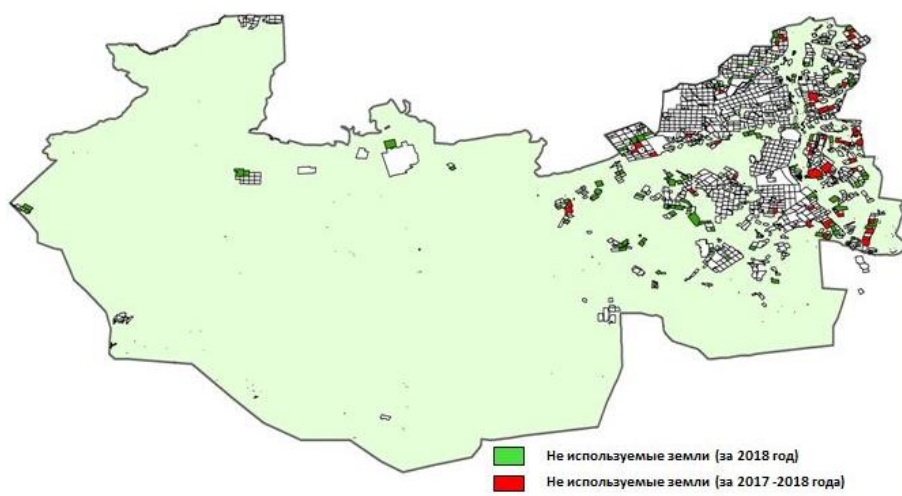 Не используемые земли (за 2018 год)
Не используемые земли (за 2017 -2018 года)